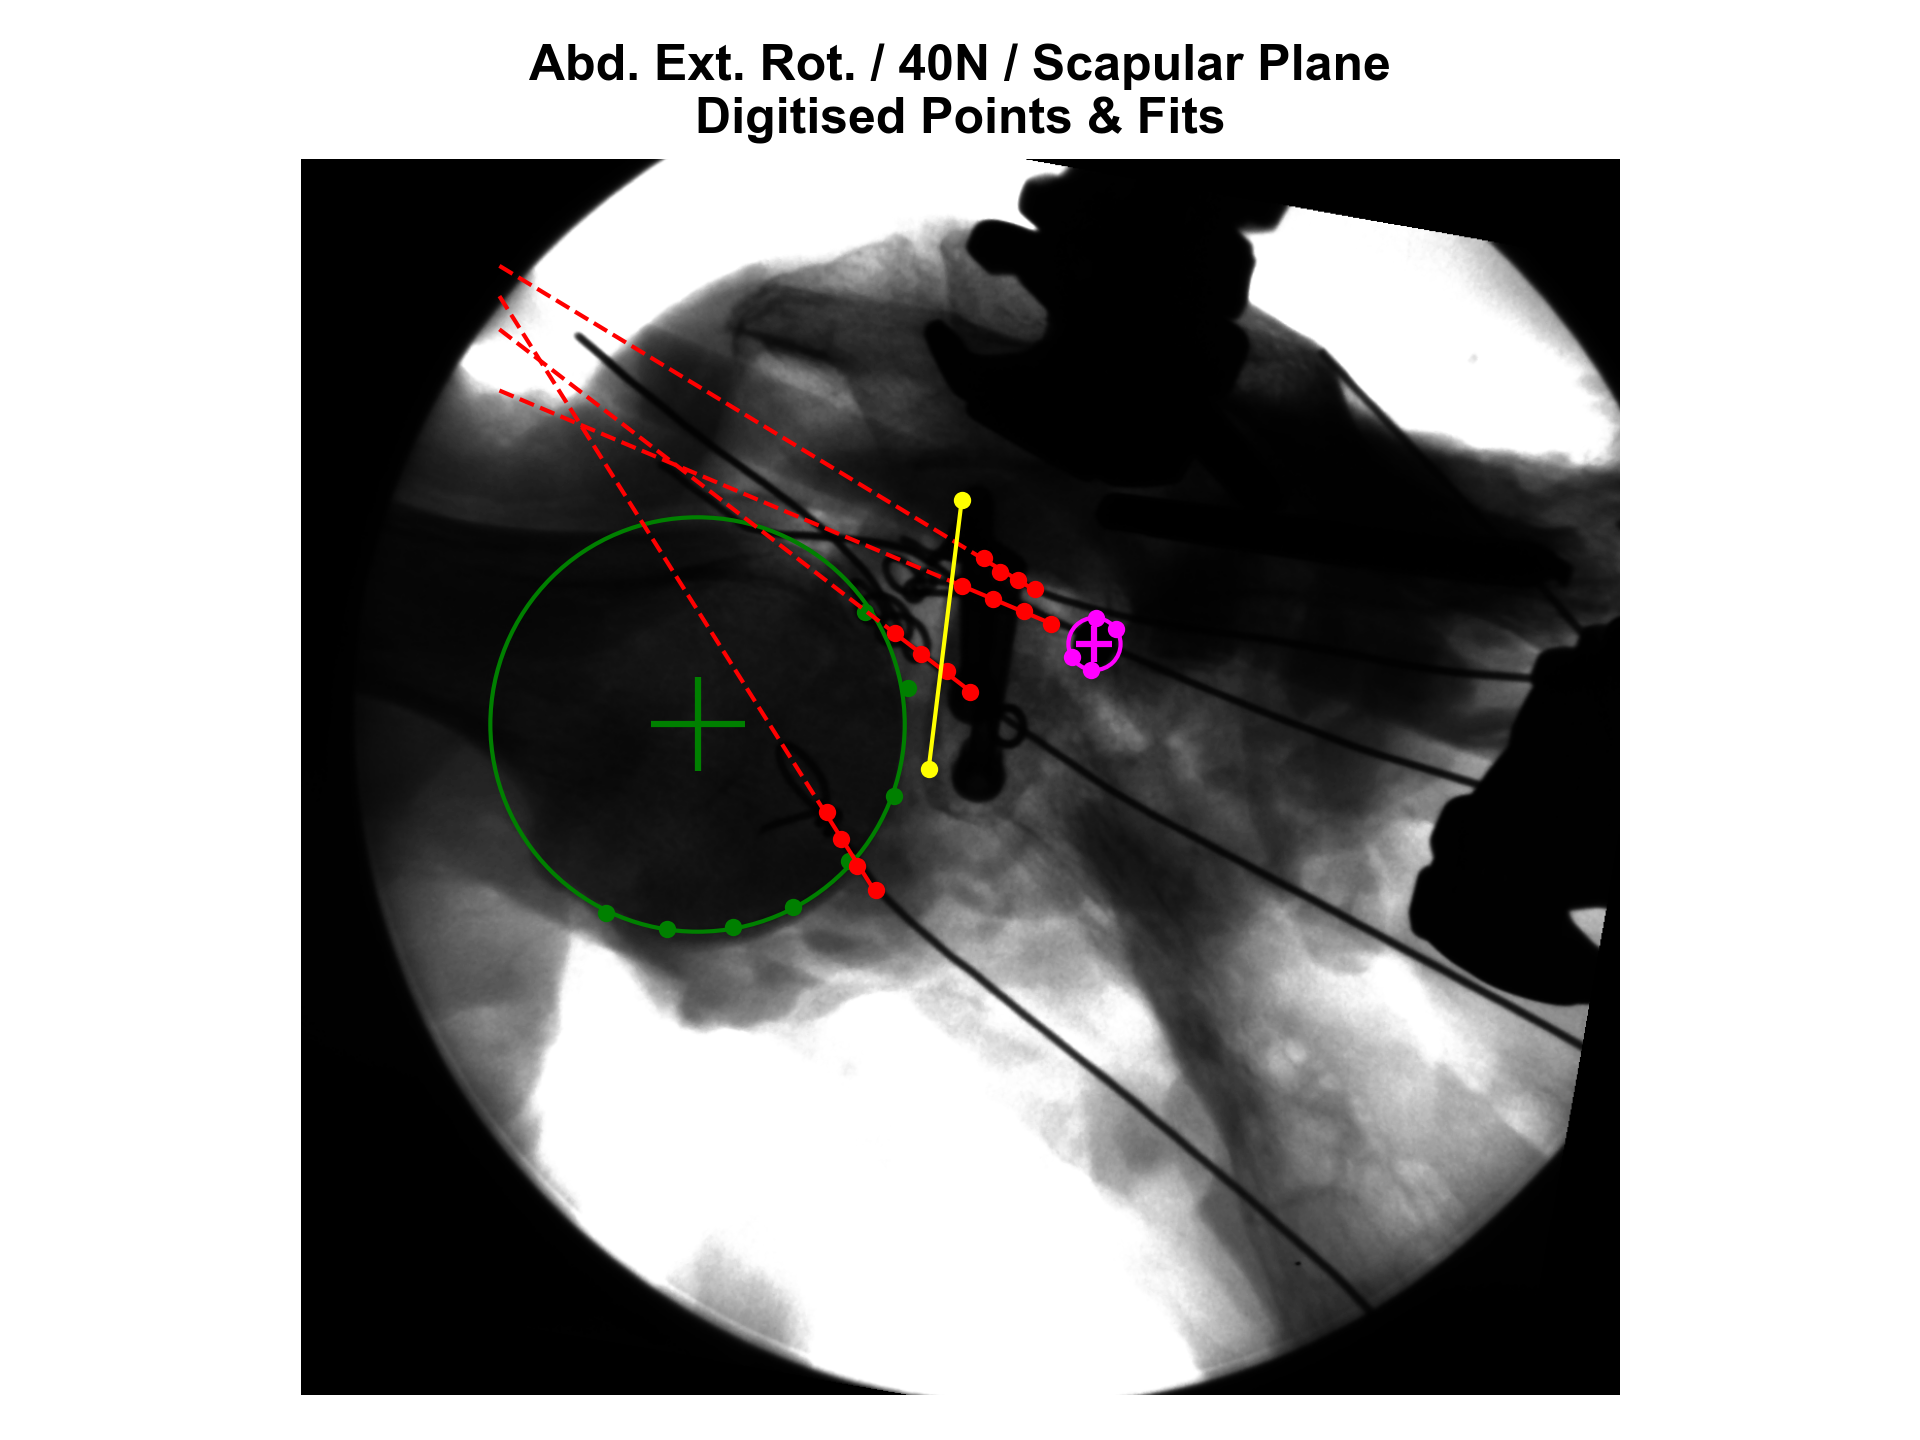 Abd. Ext. Rot. / 40N / Scapular Plane
Digitised Points & Fits